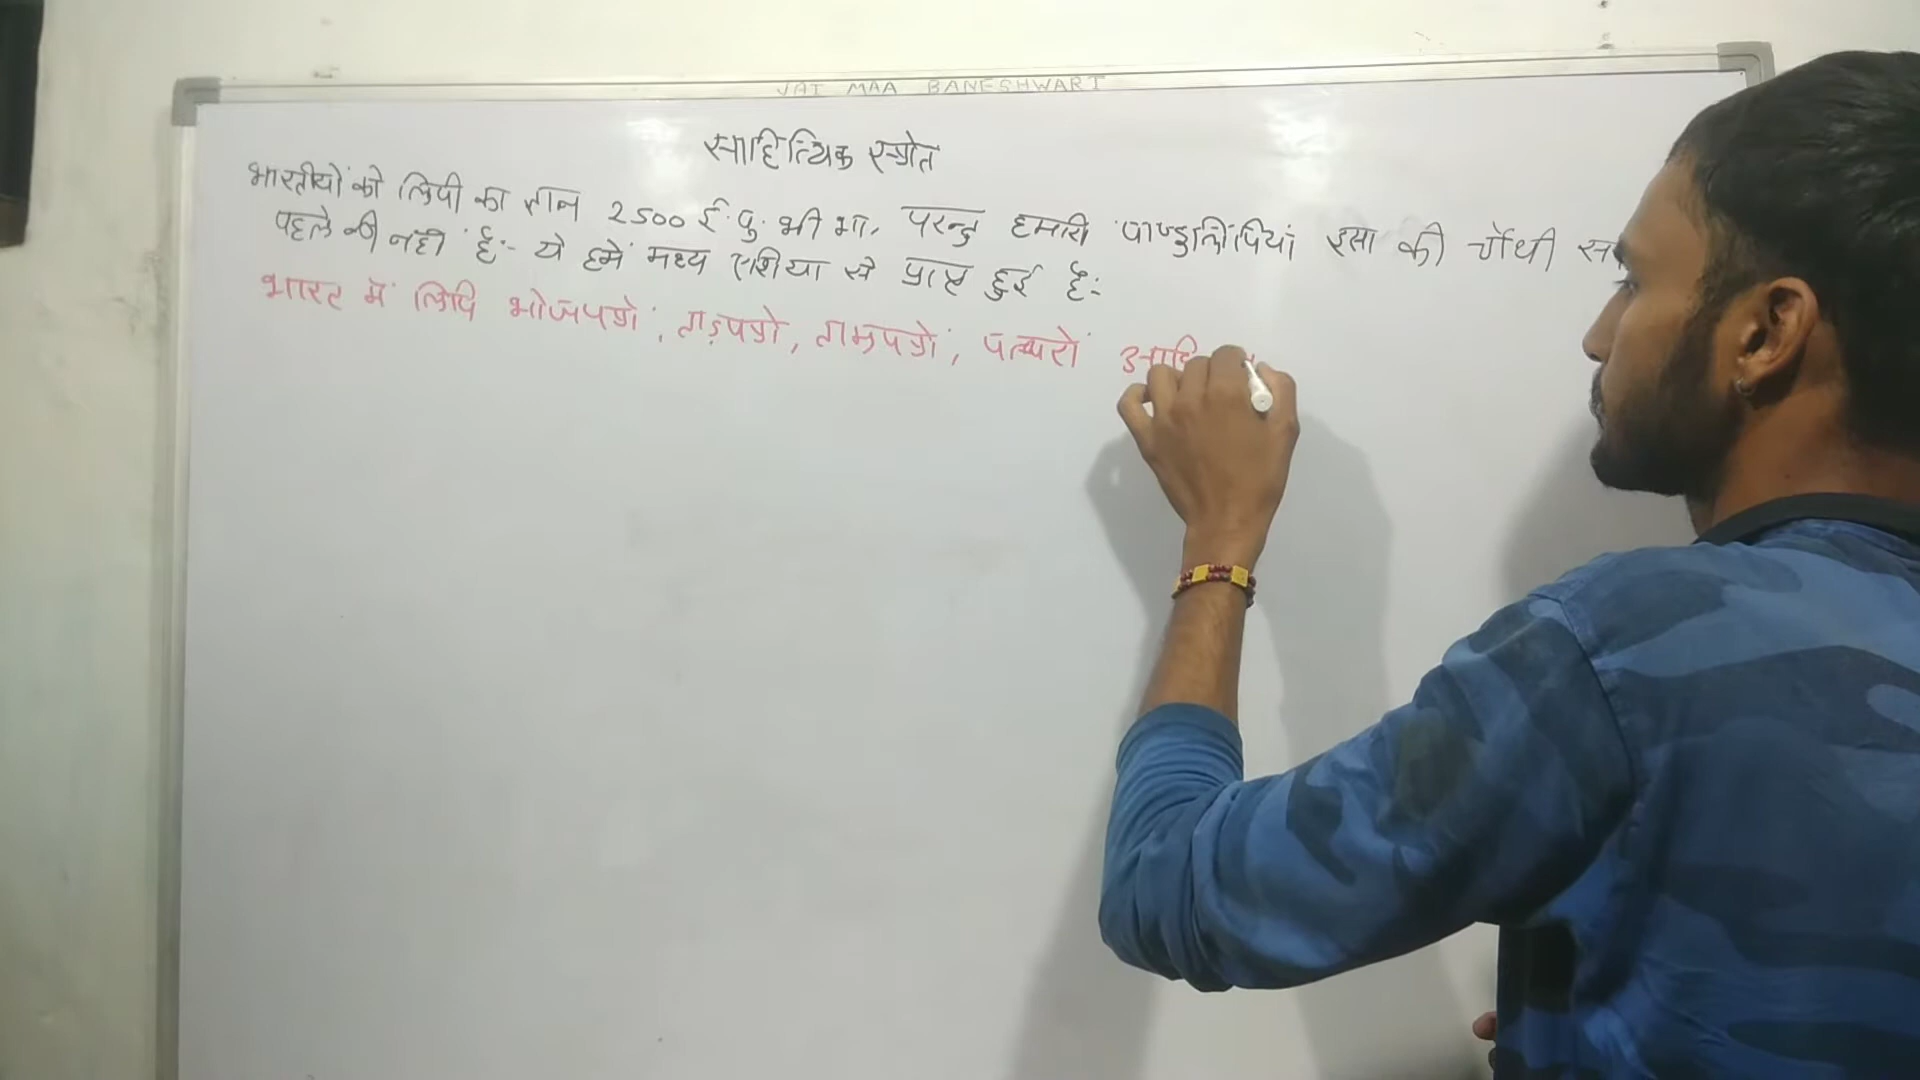 JAI MAA BANESHWARI
साहित्यिक स्त्रोत
भारतीयों को लिपी का ज्ञान 2500 ई. पु. भी था, परन्तु हमारी पाण्डुलिपियां इसा की चौथी
पहले की नहीं है:- ये हमें मध्य एशिया से प्राप्त हुई है:-
भारत में लिपि भोजपत्रों, ताड़पत्रो, ताम्रपत्रों, पत्थरों आदि